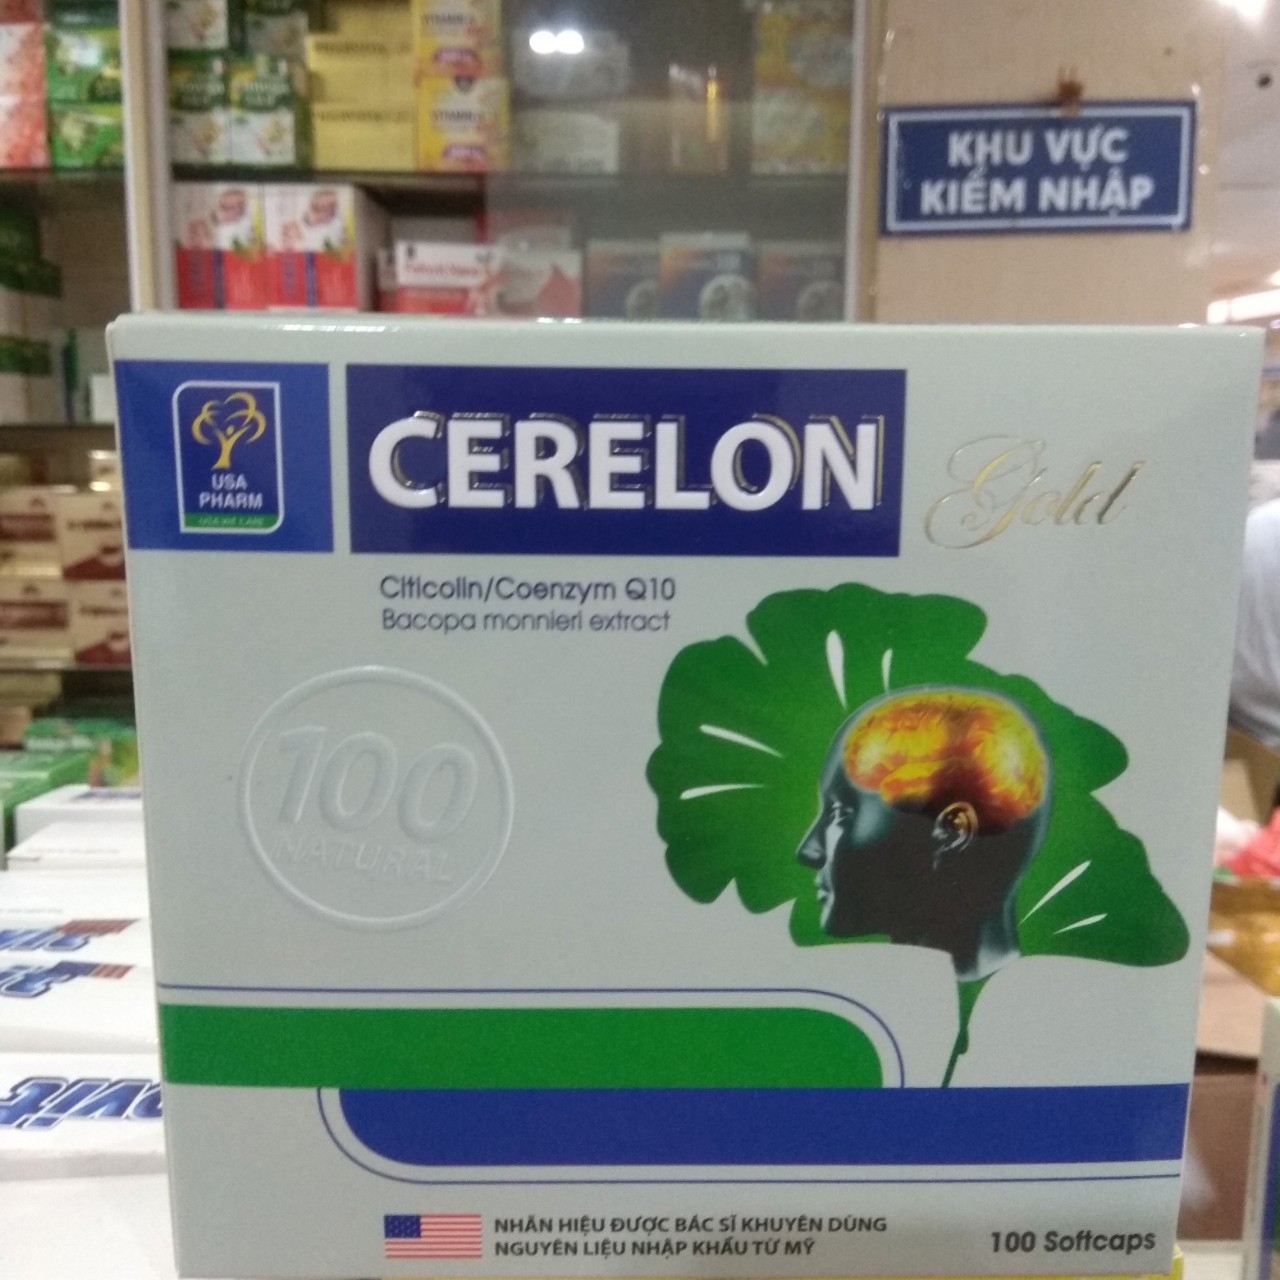 KHU VỰC
KIỂM NHẬP
USA
PHARM
CERELON
Gold
Citicolin/Coenzym Q10
Bacopa monnieri extract
100
NATURAL
NHÃN HIỆU ĐƯỢC BÁC SĨ KHUYÊN DÙNG
NGUYÊN LIỆU NHẬP KHẨU TỪ MỸ
100 Softcaps